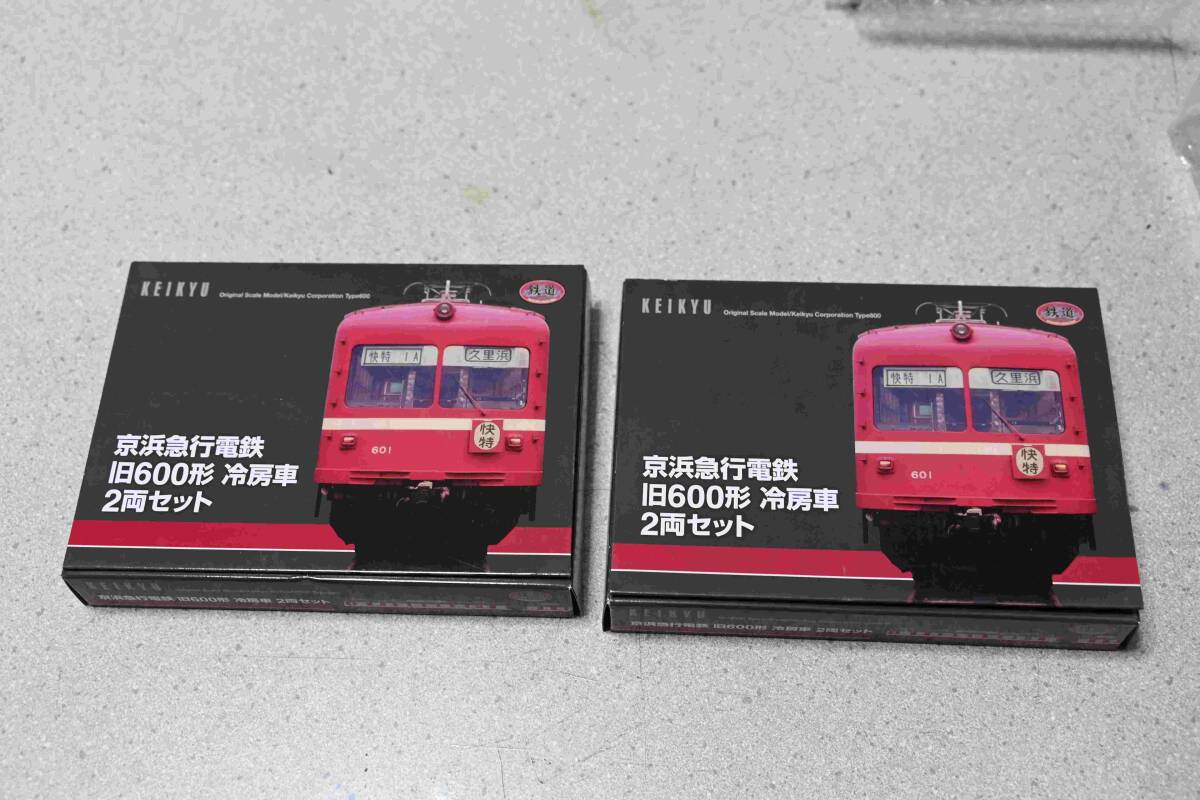 KEIKYU
Original Scale Model/Keikyu Corporation Type600
鉄道
快特 1A
久里浜
快特
601
京浜急行電鉄
旧600形 冷房車
2両セット
KEIKYU
京浜急行電鉄 旧600形 冷房車 2両セット
KEIKYU
Original Scale Model/Keikyu Corporation Type600
鉄道
快特 1A
久里浜
快特
601
京浜急行電鉄
旧600形 冷房車
2両セット
KEIKYU
京浜急行電鉄 旧600形 冷房車 2両セット